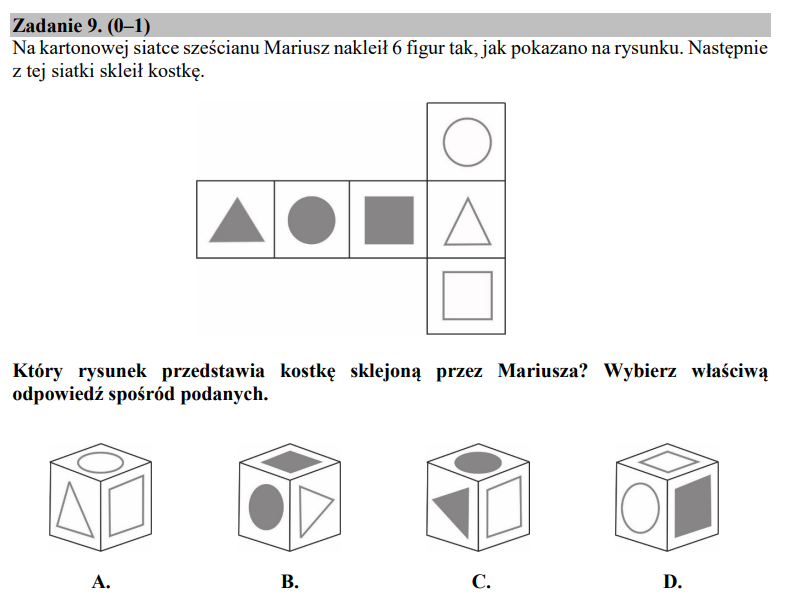 Zadanie 9. (0–1)
Na kartonowej siatce sześcianu Mariusz nakleił 6 figur tak, jak pokazano na rysunku. Następnie
z tej siatki skleił kostkę.
Który rysunek przedstawia kostkę sklejoną przez Mariusza? Wybierz właściwą
odpowiedź spośród podanych.
A.
B.
C.
D.